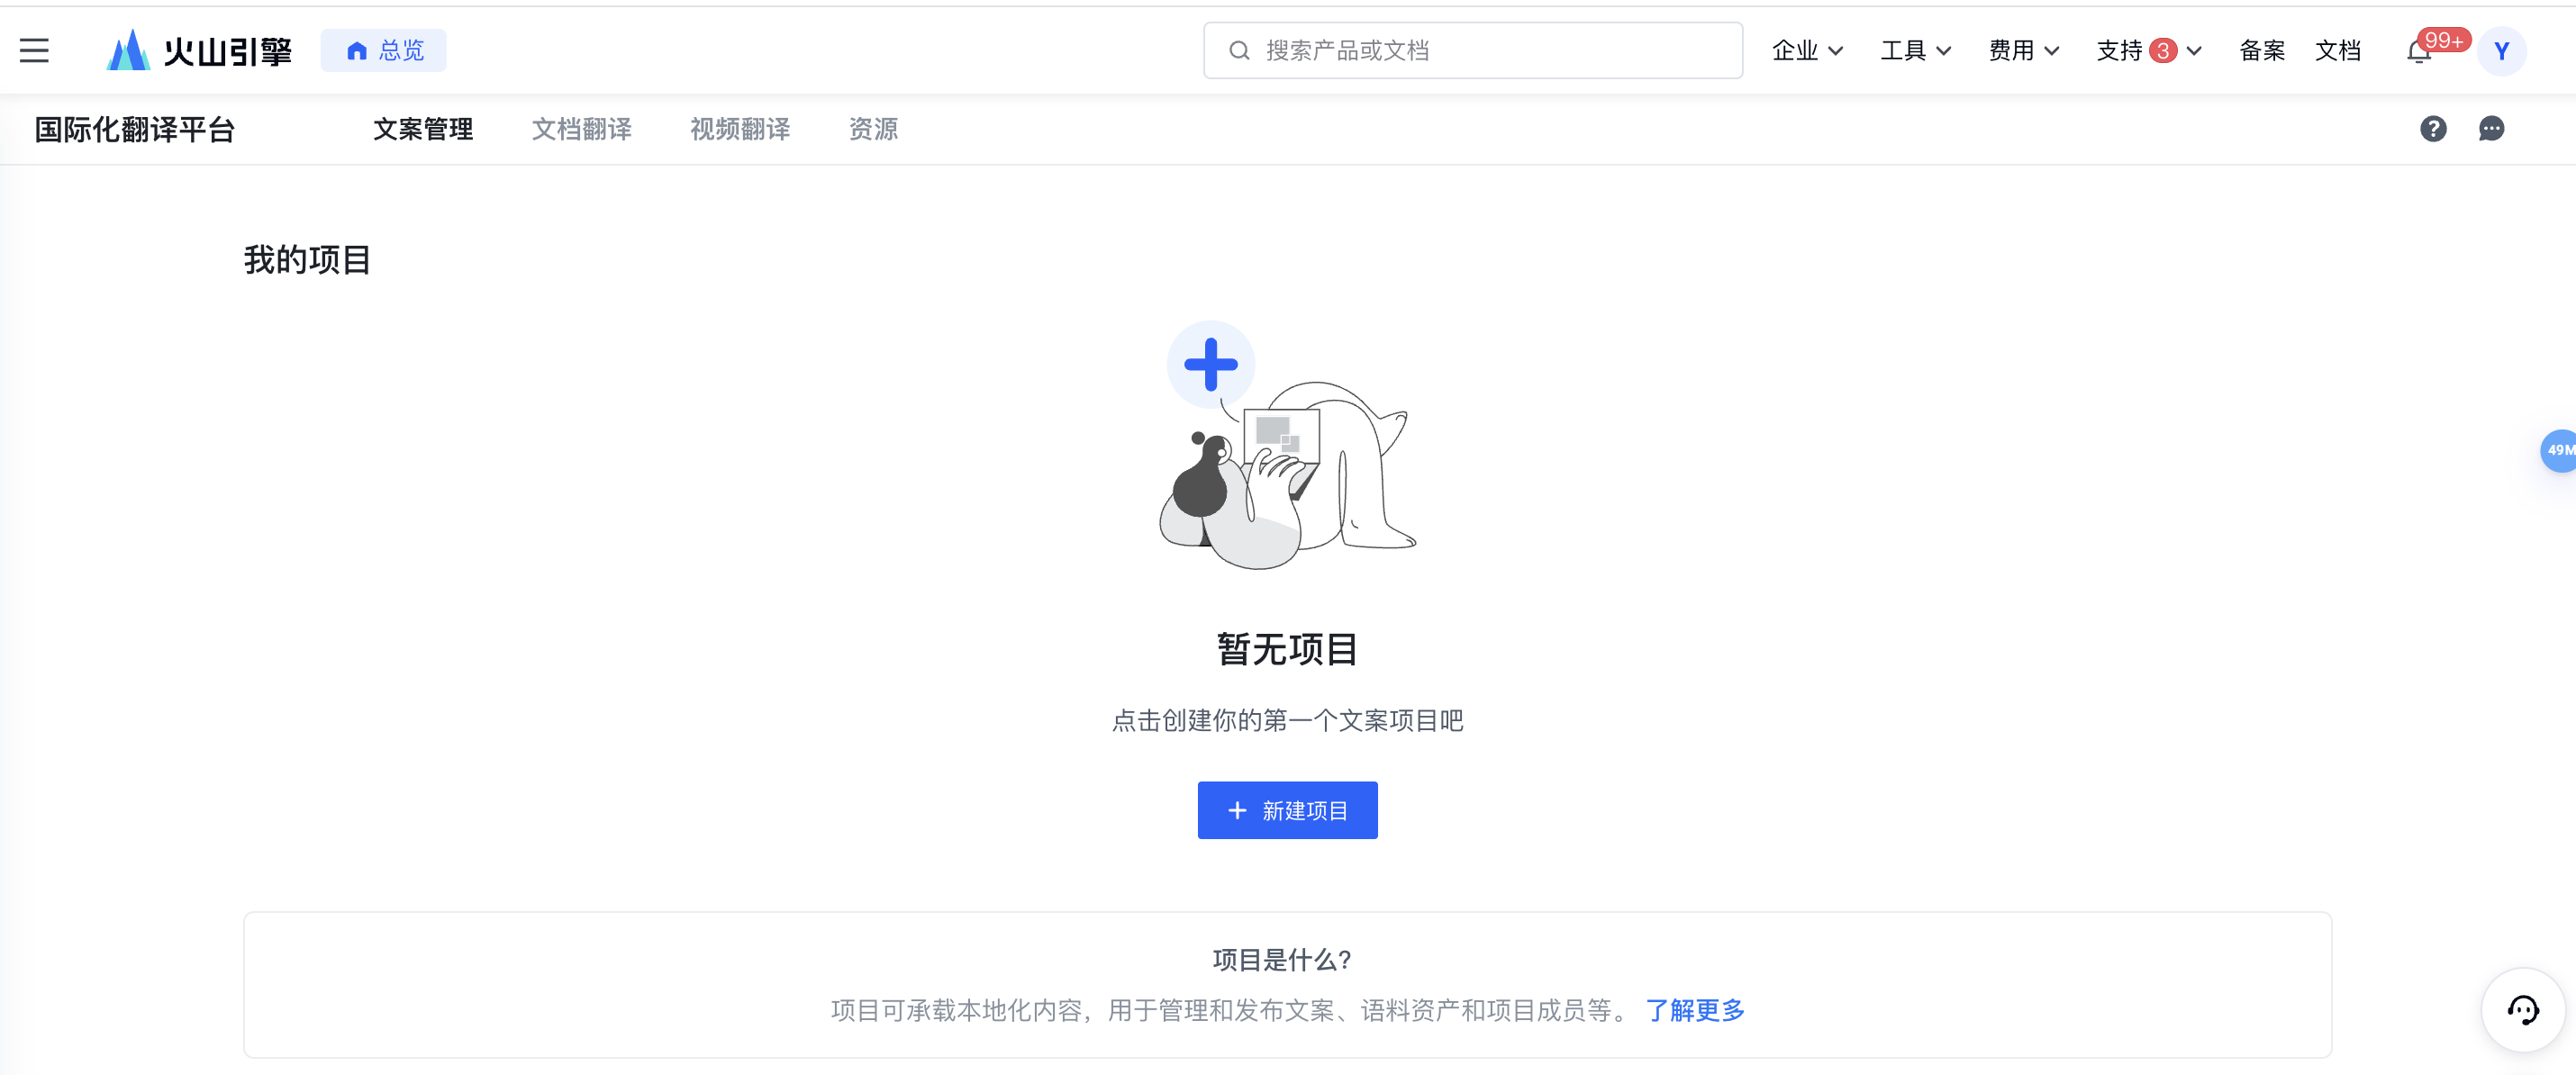 火山引擎 总览 搜索产品或文档 企业 工具 费用 支持 3 备案 文档 99+ Y
国际化翻译平台 文案管理 文档翻译 视频翻译 资源
我的项目
49M
暂无项目
点击创建你的第一个文案项目吧
新建项目
项目是什么?
项目可承载本地化内容，用于管理和发布文案、语料资产和项目成员等。 了解更多